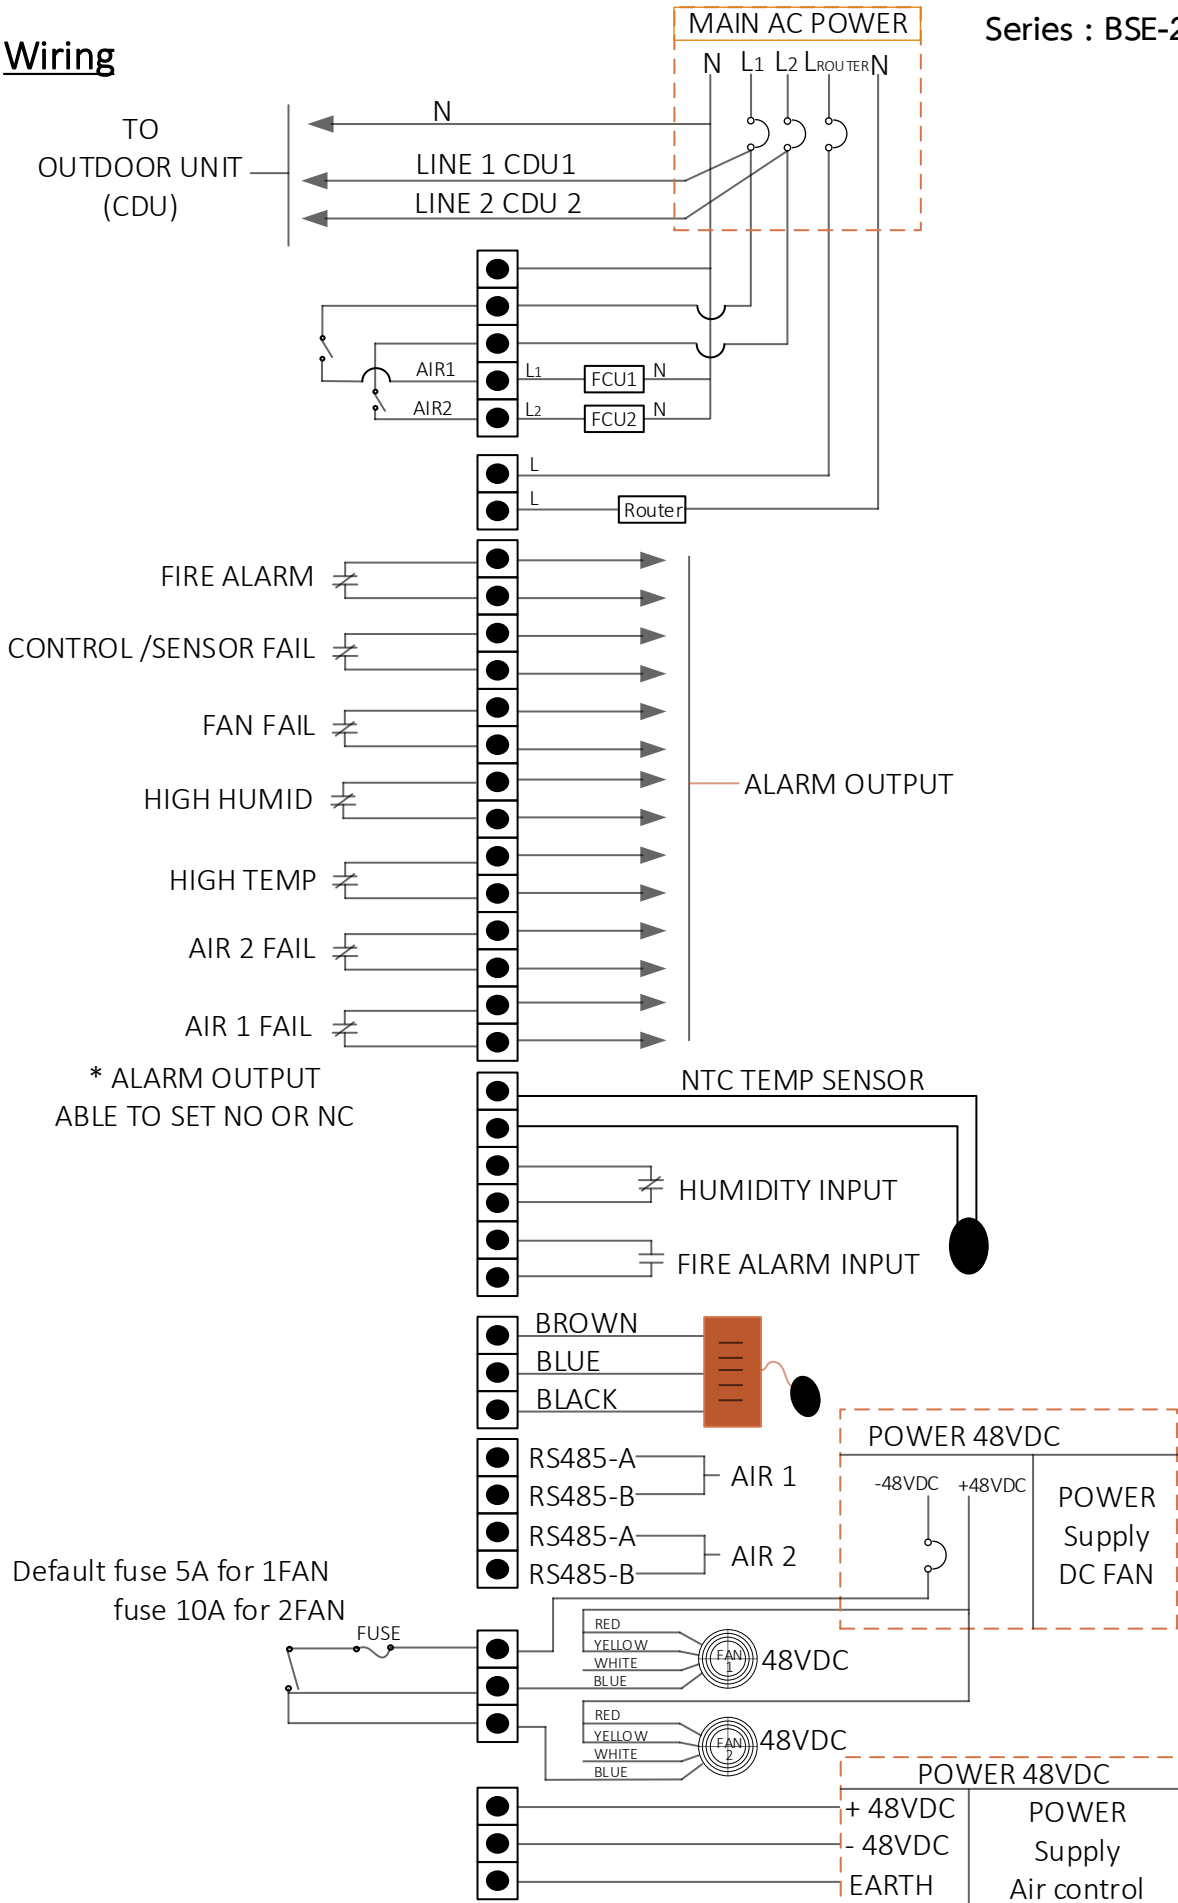 MAIN AC POWER
Series : BSE-2
Wiring
N L1 L2 LROUTER N
N
TO
OUTDOOR UNIT
(CDU)
LINE 1 CDU1
LINE 2 CDU 2
AIR1 L1 FCU1 N
AIR2 L2 FCU2 N
L
L Router
FIRE ALARM
CONTROL /SENSOR FAIL
FAN FAIL
ALARM OUTPUT
HIGH HUMID
HIGH TEMP
AIR 2 FAIL
AIR 1 FAIL
* ALARM OUTPUT
ABLE TO SET NO OR NC
NTC TEMP SENSOR
HUMIDITY INPUT
FIRE ALARM INPUT
BROWN
BLUE
BLACK
RS485-A
RS485-B
AIR 1
RS485-A
RS485-B
AIR 2
POWER 48VDC
-48VDC +48VDC
POWER
Supply
DC FAN
Default fuse 5A for 1FAN
fuse 10A for 2FAN
FUSE
RED
YELLOW
WHITE
BLUE
FAN
1
48VDC
RED
YELLOW
WHITE
BLUE
FAN
2
48VDC
POWER 48VDC
+ 48VDC
- 48VDC
EARTH
POWER
Supply
Air control